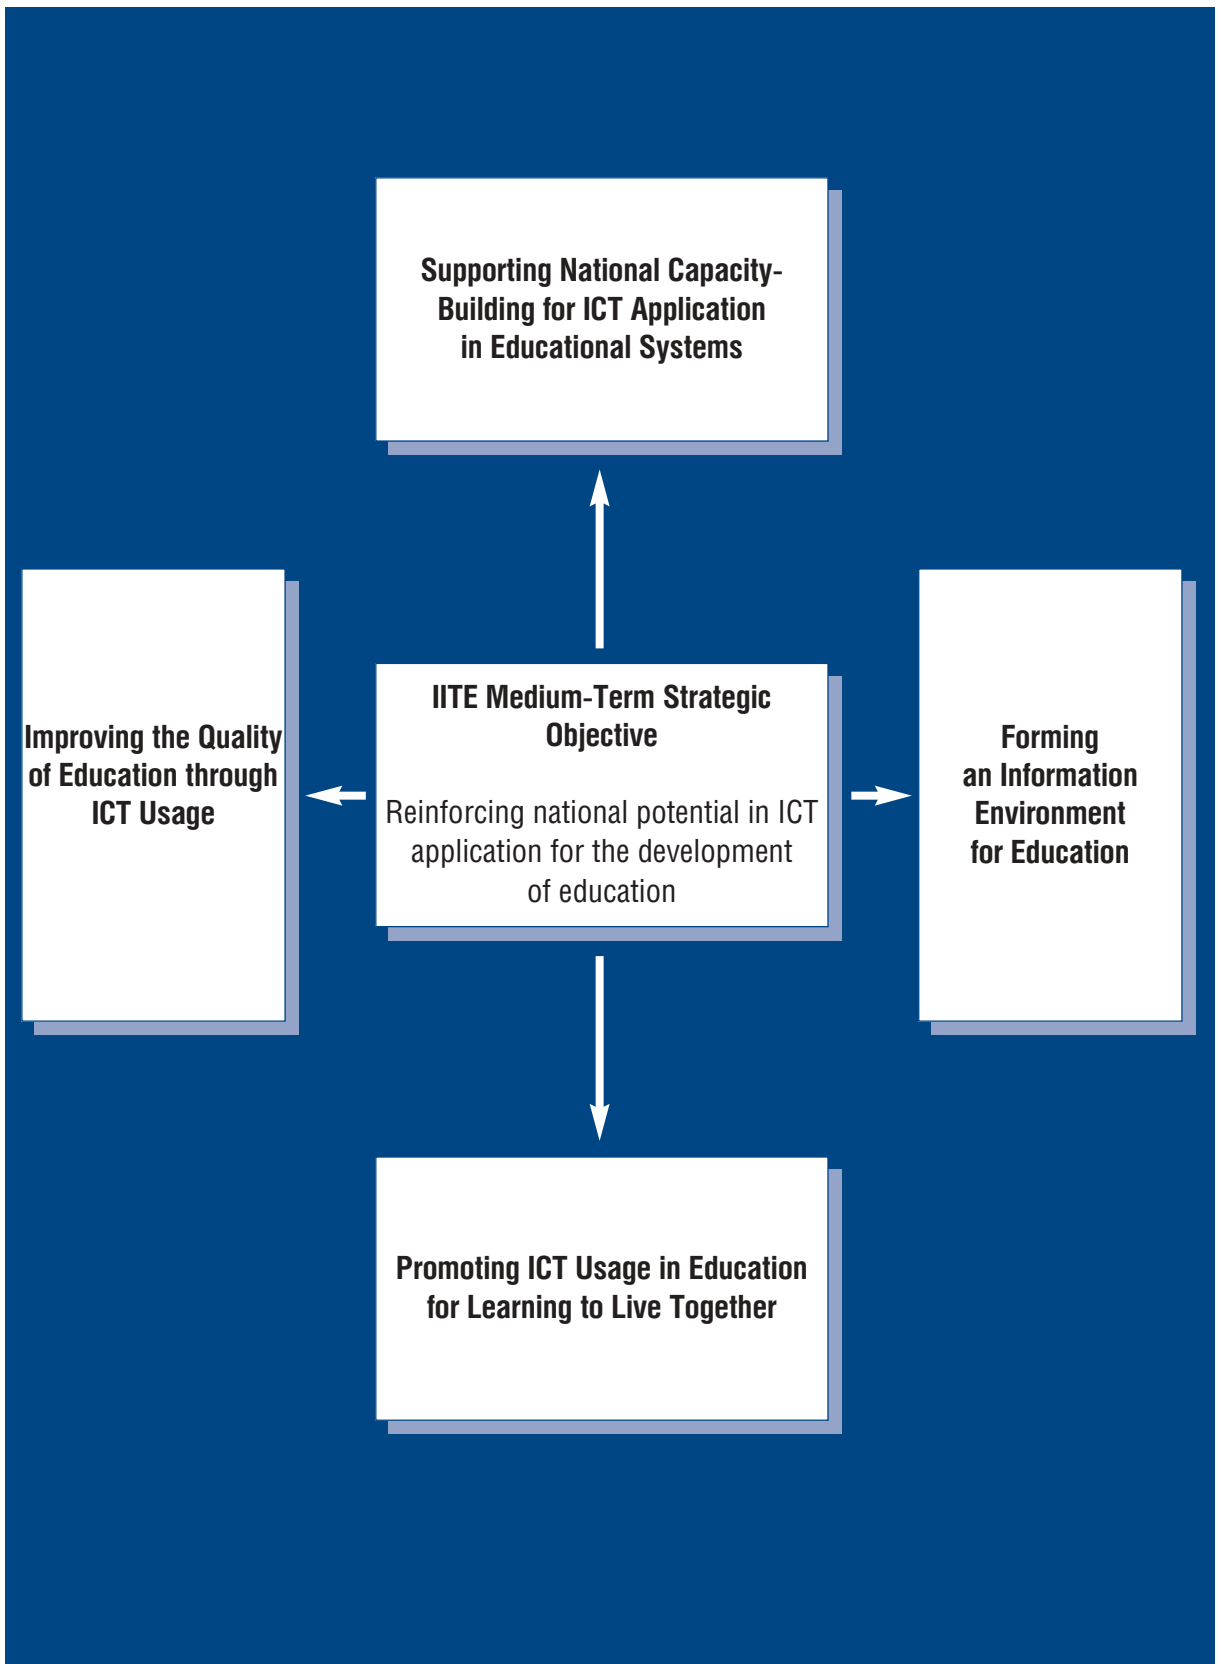 Supporting National Capacity-
Building for ICT Application
in Educational Systems
Improving the Quality
of Education through
ICT Usage
IITE Medium-Term Strategic
Objective
Reinforcing national potential in ICT
application for the development
of education
Forming
an Information
Environment
for Education
Promoting ICT Usage in Education
for Learning to Live Together